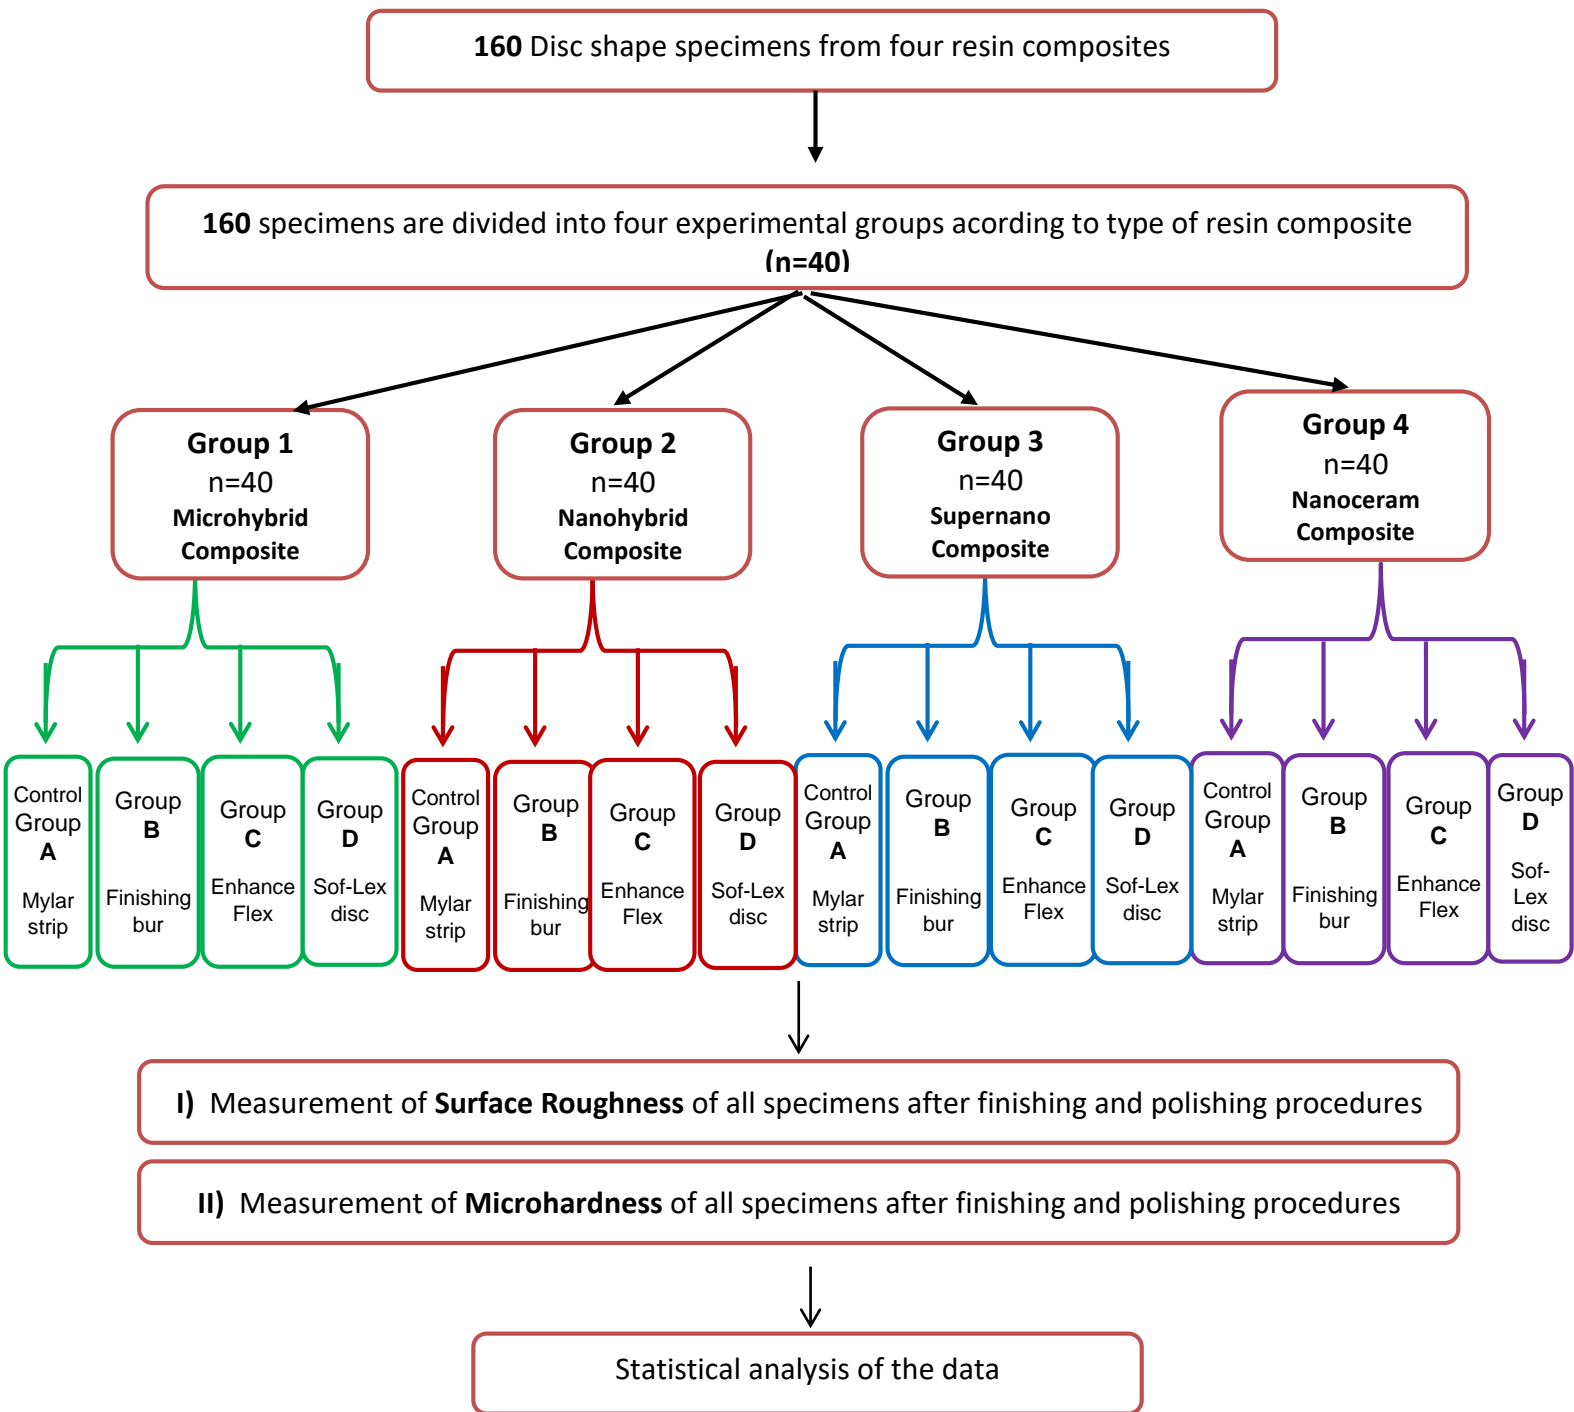 160 Disc shape specimens from four resin composites
160 specimens are divided into four experimental groups acording to type of resin composite
(n=40)
Group 1
n=40
Microhybrid
Composite
Group 2
n=40
Nanohybrid
Composite
Group 3
n=40
Supernano
Composite
Group 4
n=40
Nanoceram
Composite
Control
Group
A
Mylar
strip
Group
B
Finishing
bur
Group
C
Enhance
Flex
Group
D
Sof-Lex
disc
Control
Group
A
Mylar
strip
Group
B
Finishing
bur
Group
C
Enhance
Flex
Group
D
Sof-Lex
disc
Control
Group
A
Mylar
strip
Group
B
Finishing
bur
Group
C
Enhance
Flex
Group
D
Sof-Lex
disc
Control
Group
A
Mylar
strip
Group
B
Finishing
bur
Group
C
Enhance
Flex
Group
D
Sof-
Lex
disc
I) Measurement of Surface Roughness of all specimens after finishing and polishing procedures
II) Measurement of Microhardness of all specimens after finishing and polishing procedures
Statistical analysis of the data